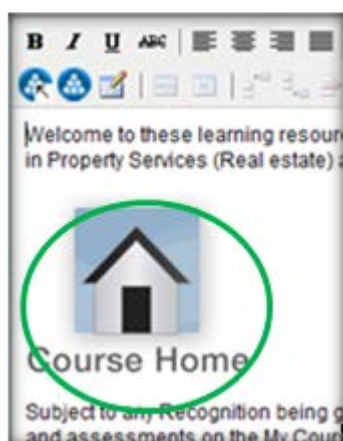 B I U ABC
Welcome to these learning resour
in Property Services (Real estate) a
Course Home
Subject to any Recognition being g
and assessments on the My Cour